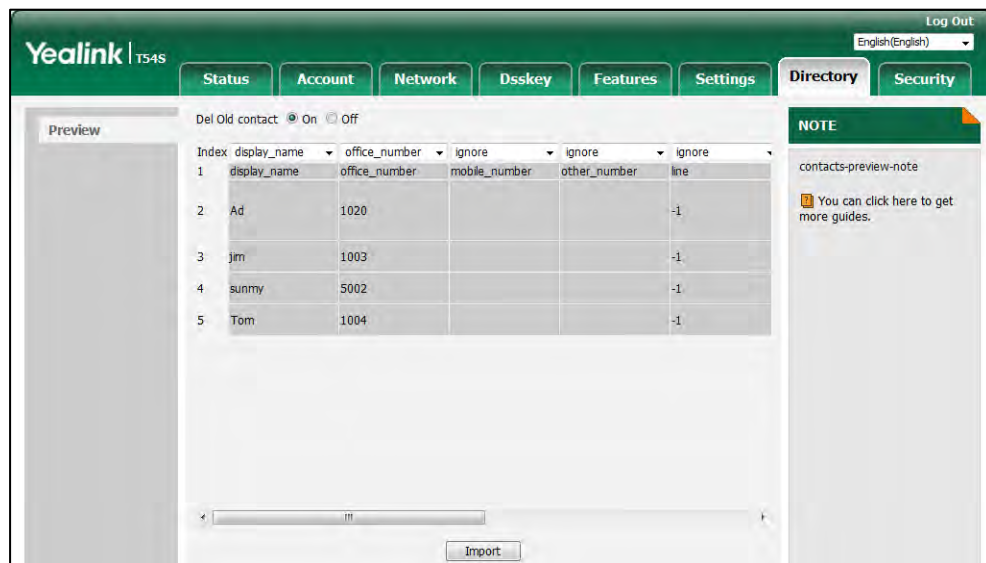 Log Out
Yealink T54S
English(English)
Status Account Network Dsskey Features Settings Directory Security
Preview
Del Old contact On Off
Index display_name office_number ignore ignore ignore
1 display_name office_number mobile_number other_number line
2 Ad 1020 -1
3 jim 1003 -1
4 sunmy 5002 -1
5 Tom 1004 -1
Import
NOTE
contacts-preview-note
You can click here to get
more guides.